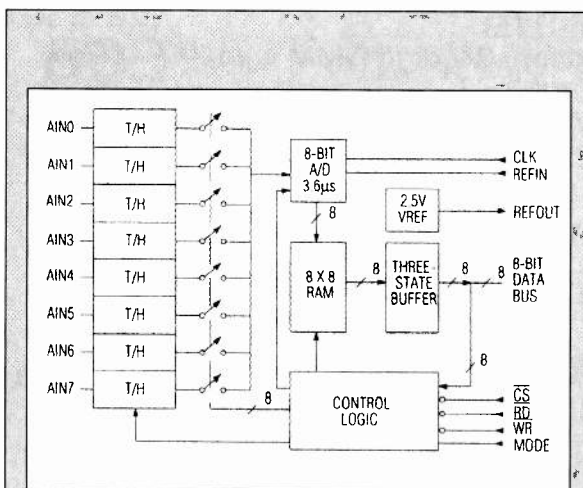 AIN0
T/H
AIN1
T/H
AIN2
T/H
AIN3
T/H
AIN4
T/H
AIN5
T/H
AIN6
T/H
AIN7
T/H
8
8-BIT
A/D
3.6µs
8
8 X 8
RAM
8
2.5V
VREF
THREE-
STATE
BUFFER
8
8
8
CONTROL
LOGIC
CLK
REFIN
REFOUT
8-BIT
DATA
BUS
CS
RD
WR
MODE